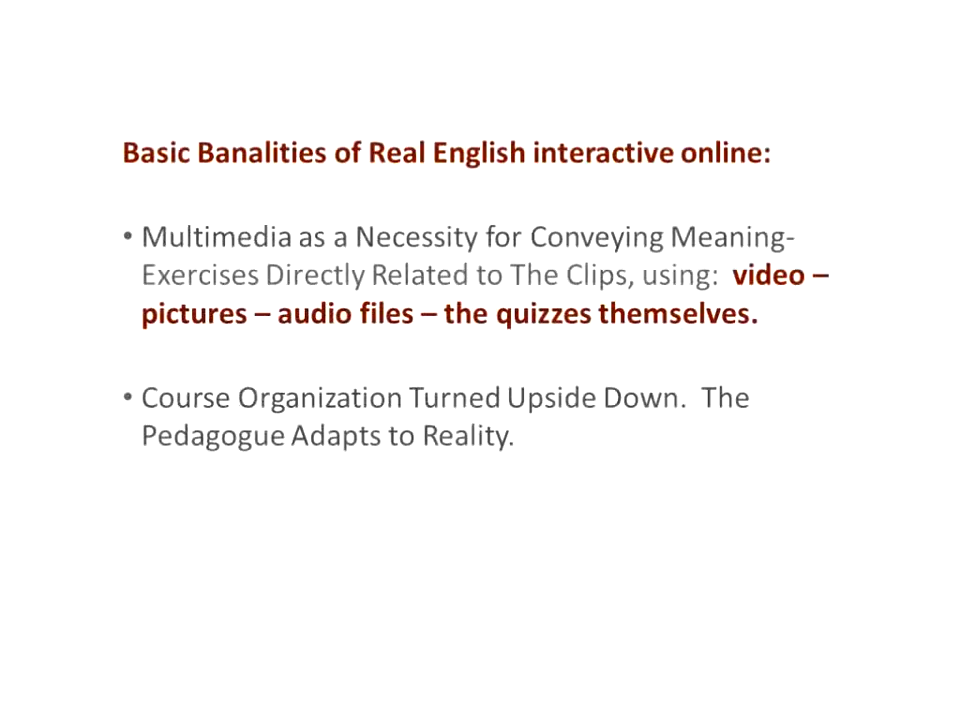 Basic Banalities of Real English interactive online:
• Multimedia as a Necessity for Conveying Meaning-
Exercises Directly Related to The Clips, using:  video –
pictures – audio files – the quizzes themselves.
• Course Organization Turned Upside Down.  The
Pedagogue Adapts to Reality.